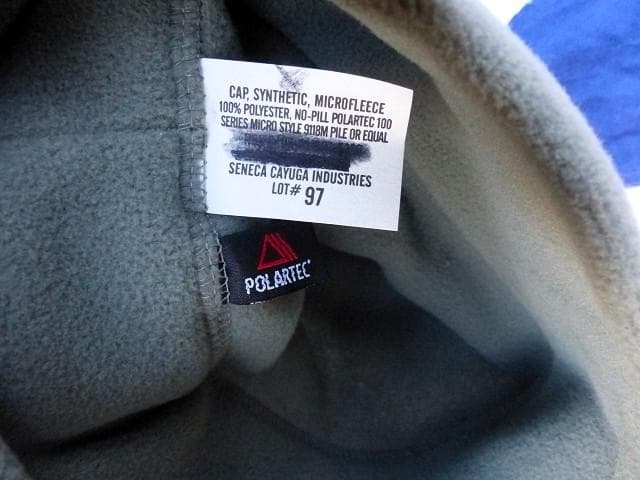 CAP, SYNTHETIC, MICROFLEECE
100% POLYESTER, NO-PILL POLARTEC 100
SERIES MICRO STYLE 9118M PILE OR EQUAL
SENECA CAYUGA INDUSTRIES
LOT# 97
POLARTEC®